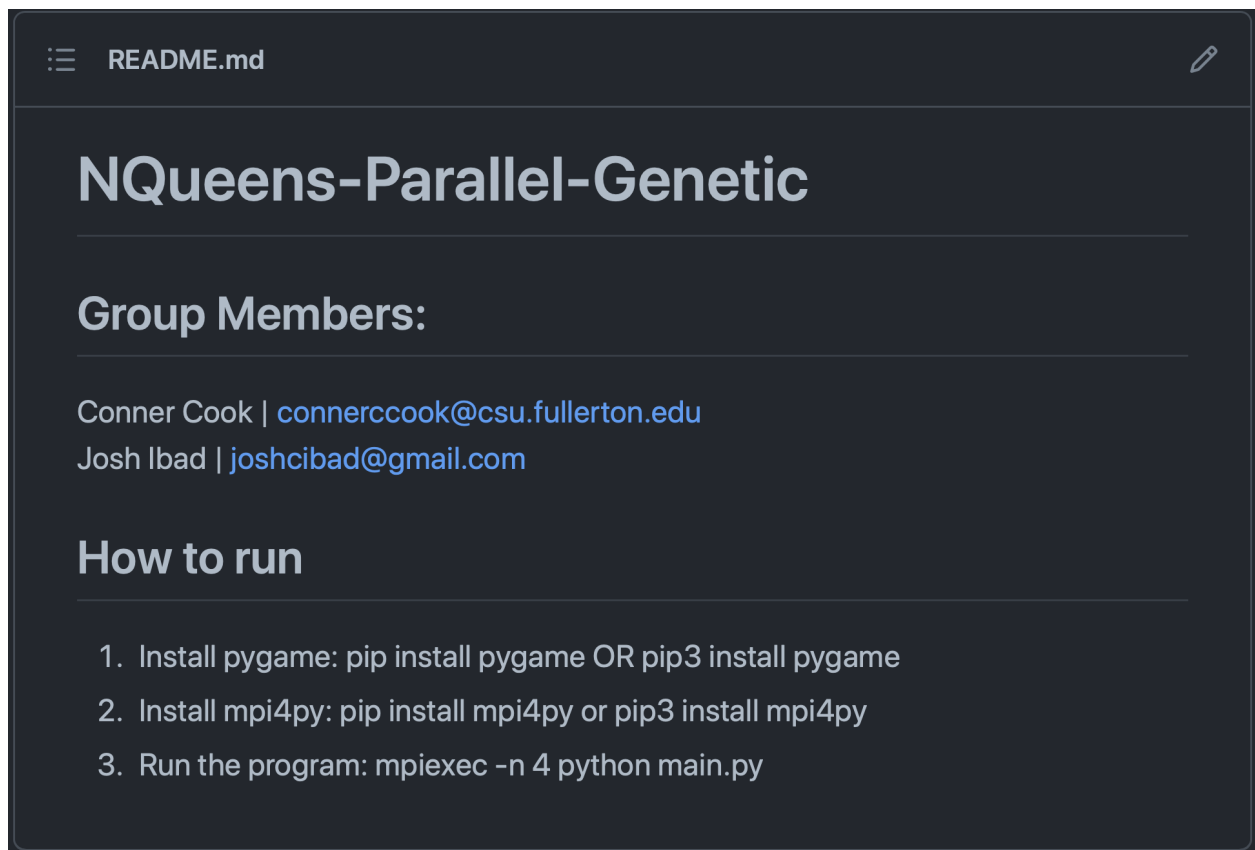 README.md
NQueens-Parallel-Genetic
Group Members:
Conner Cook | connerccook@csu.fullerton.edu
Josh Ibad | joshcibad@gmail.com
How to run
1. Install pygame: pip install pygame OR pip3 install pygame
2. Install mpi4py: pip install mpi4py or pip3 install mpi4py
3. Run the program: mpiexec -n 4 python main.py